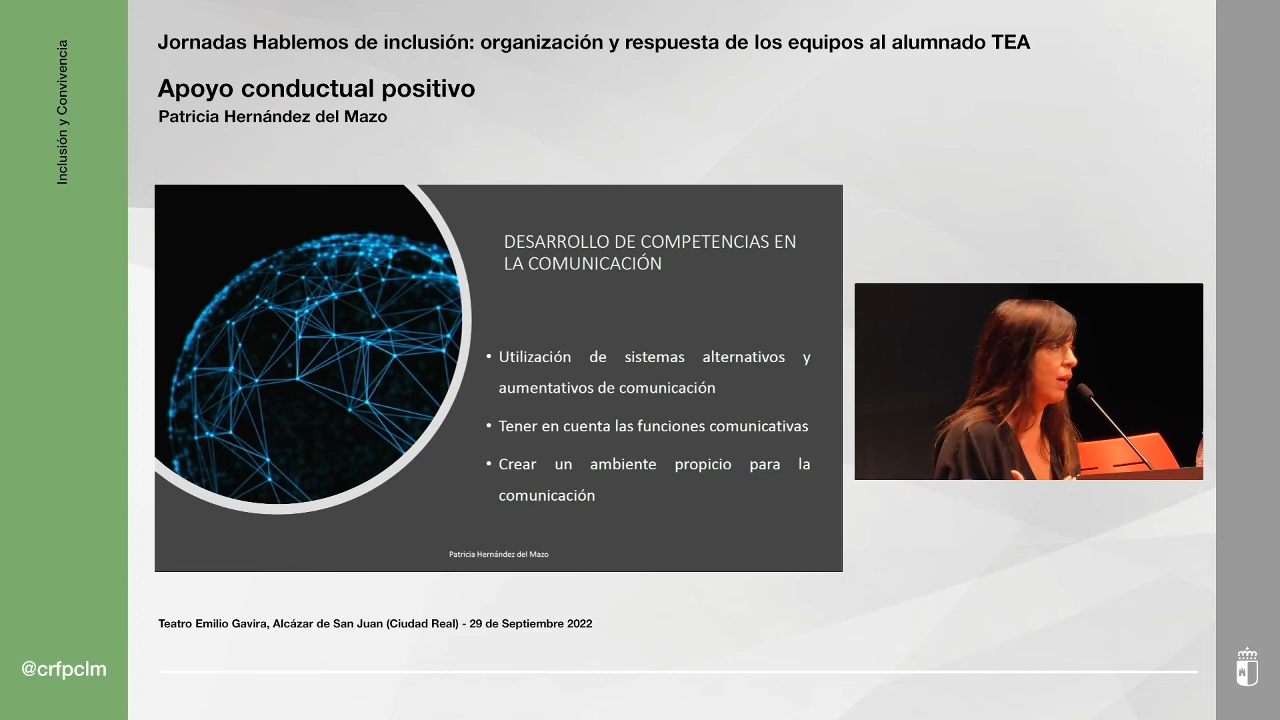 Inclusión y Convivencia
Jornadas Hablemos de inclusión: organización y respuesta de los equipos al alumnado TEA
Apoyo conductual positivo
Patricia Hernández del Mazo
DESARROLLO DE COMPETENCIAS EN
LA COMUNICACIÓN
• Utilización de sistemas alternativos y
aumentativos de comunicación
• Tener en cuenta las funciones comunicativas
• Crear un ambiente propicio para la
comunicación
Patricia Hernández del Mazo
Teatro Emilio Gavira, Alcázar de San Juan (Ciudad Real) - 29 de Septiembre 2022
@crfpclm